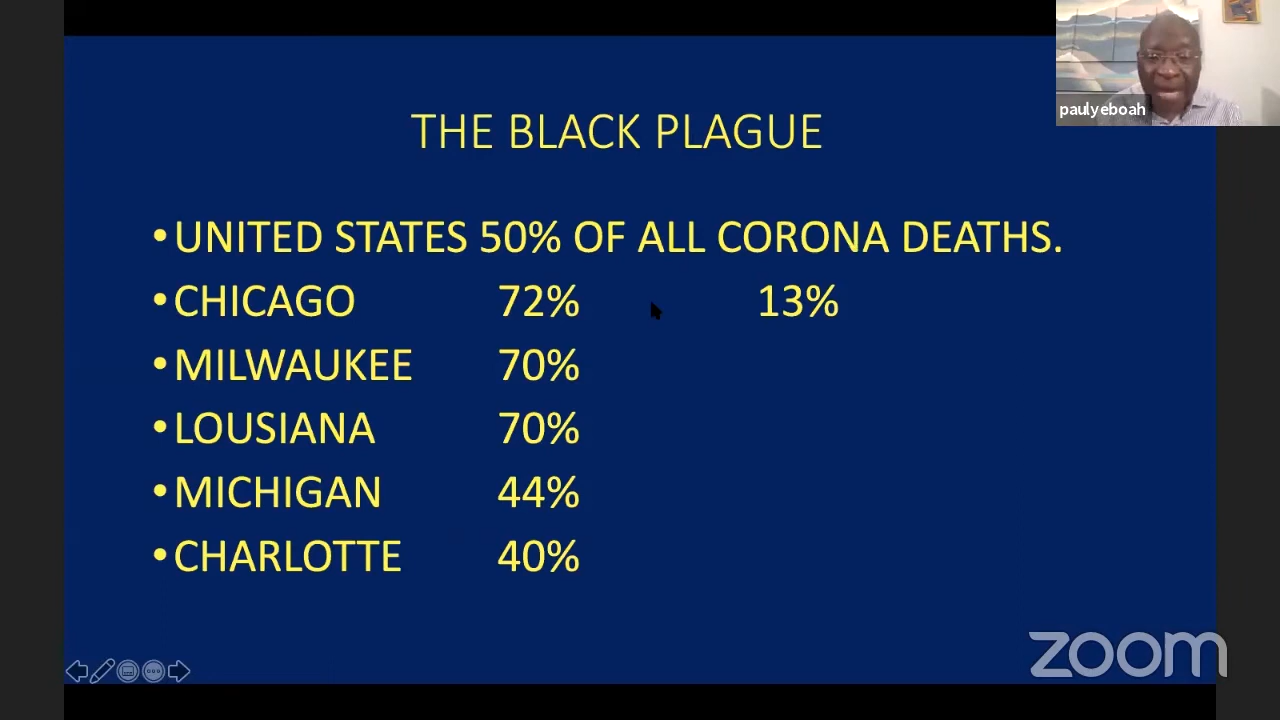 paulyeboah
THE BLACK PLAGUE
•UNITED STATES 50% OF ALL CORONA DEATHS.
•CHICAGO 72% 13%
•MILWAUKEE 70%
•LOUSIANA 70%
•MICHIGAN 44%
•CHARLOTTE 40%
zoom